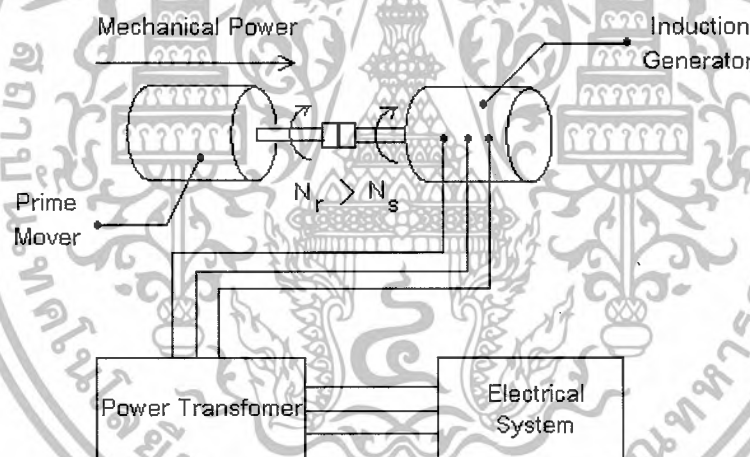 Mechanical Power
Induction
Generator
Prime
Mover
Nr > Ns
Power Transfomer
Electrical
System